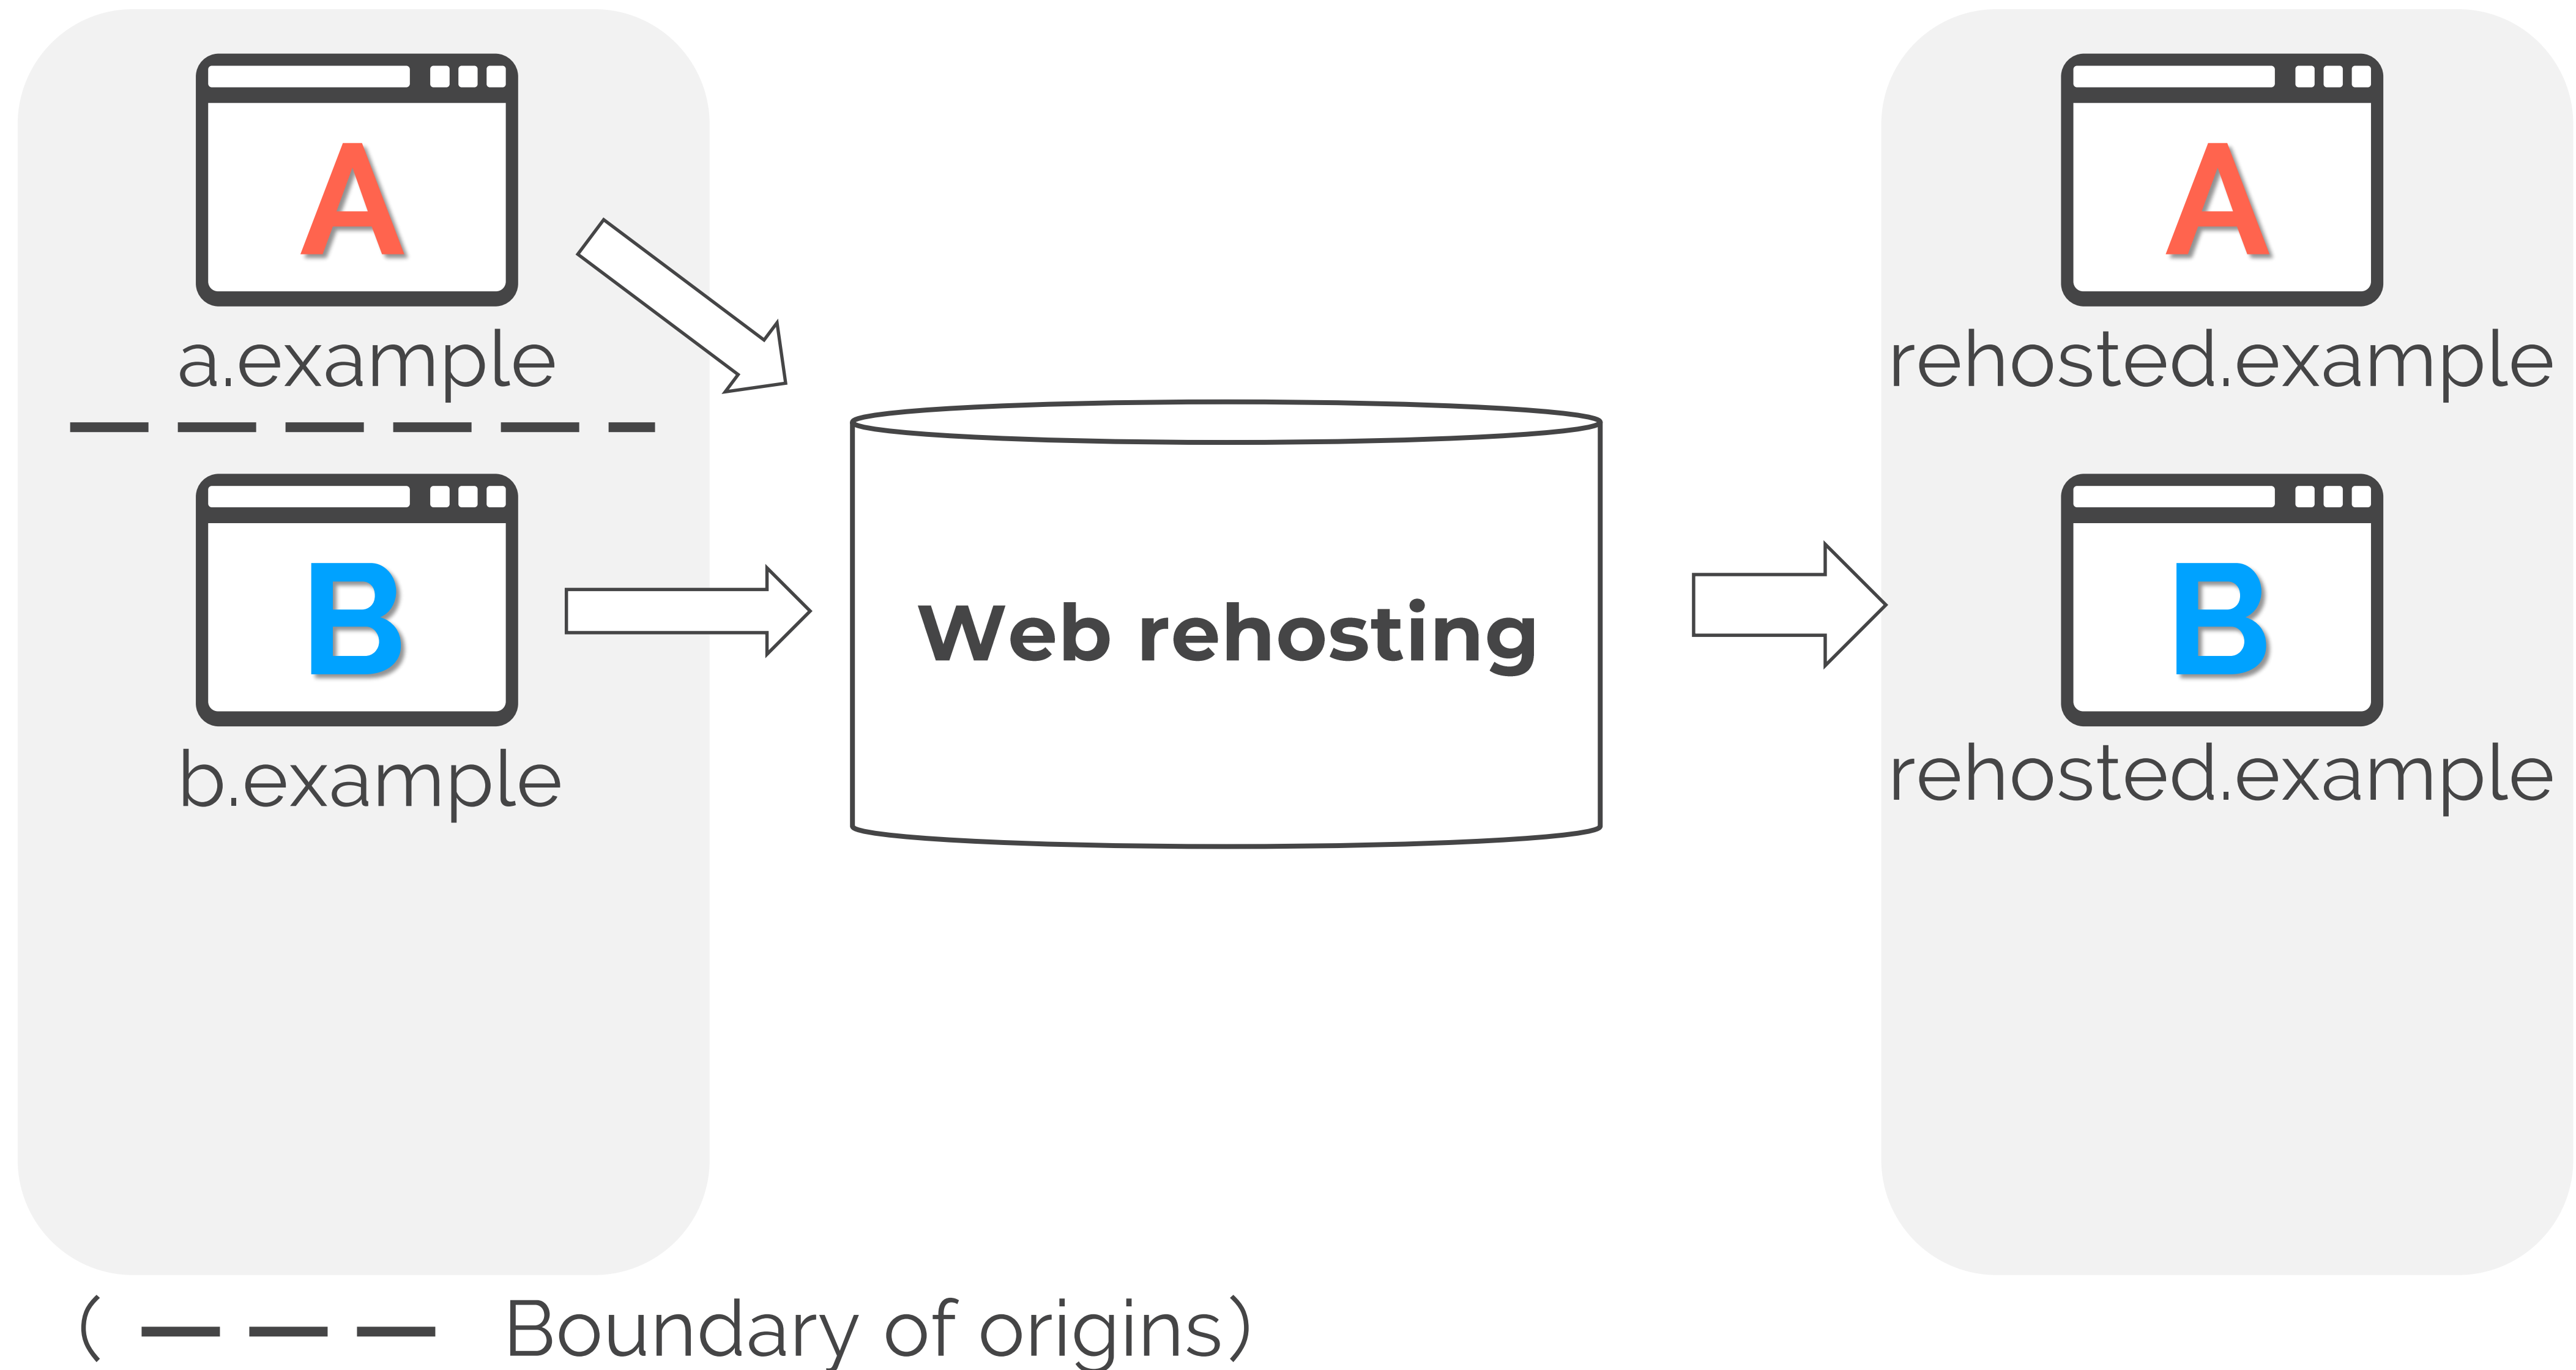 A
a.example
B
b.example
Web rehosting
A
rehosted.example
B
rehosted.example
( Boundary of origins)